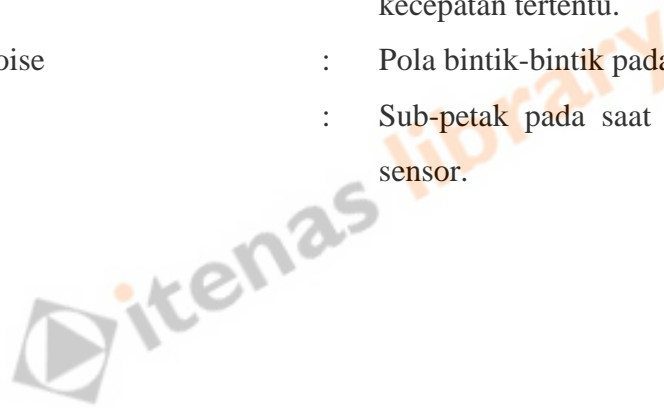 kecepatan tertentu.
oise : Pola bintik-bintik pada
: Sub-petak pada saat
sensor.
itenas library